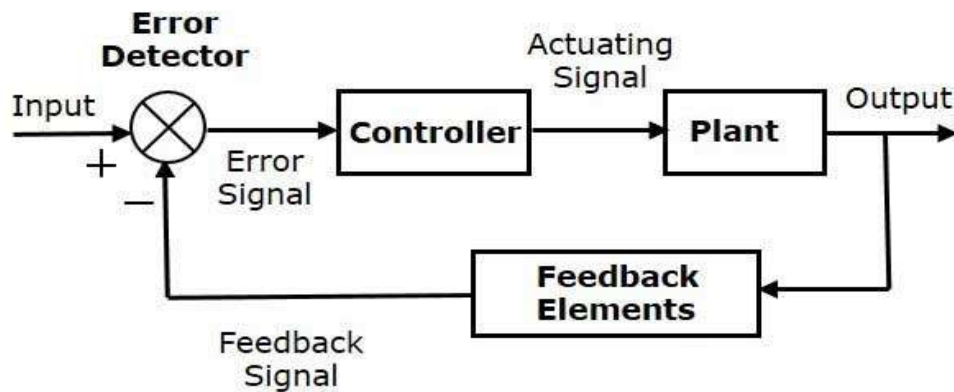 Error
Detector
Actuating
Signal
Input
Output
Controller
Plant
+
Error
Signal
−
Feedback
Elements
Feedback
Signal